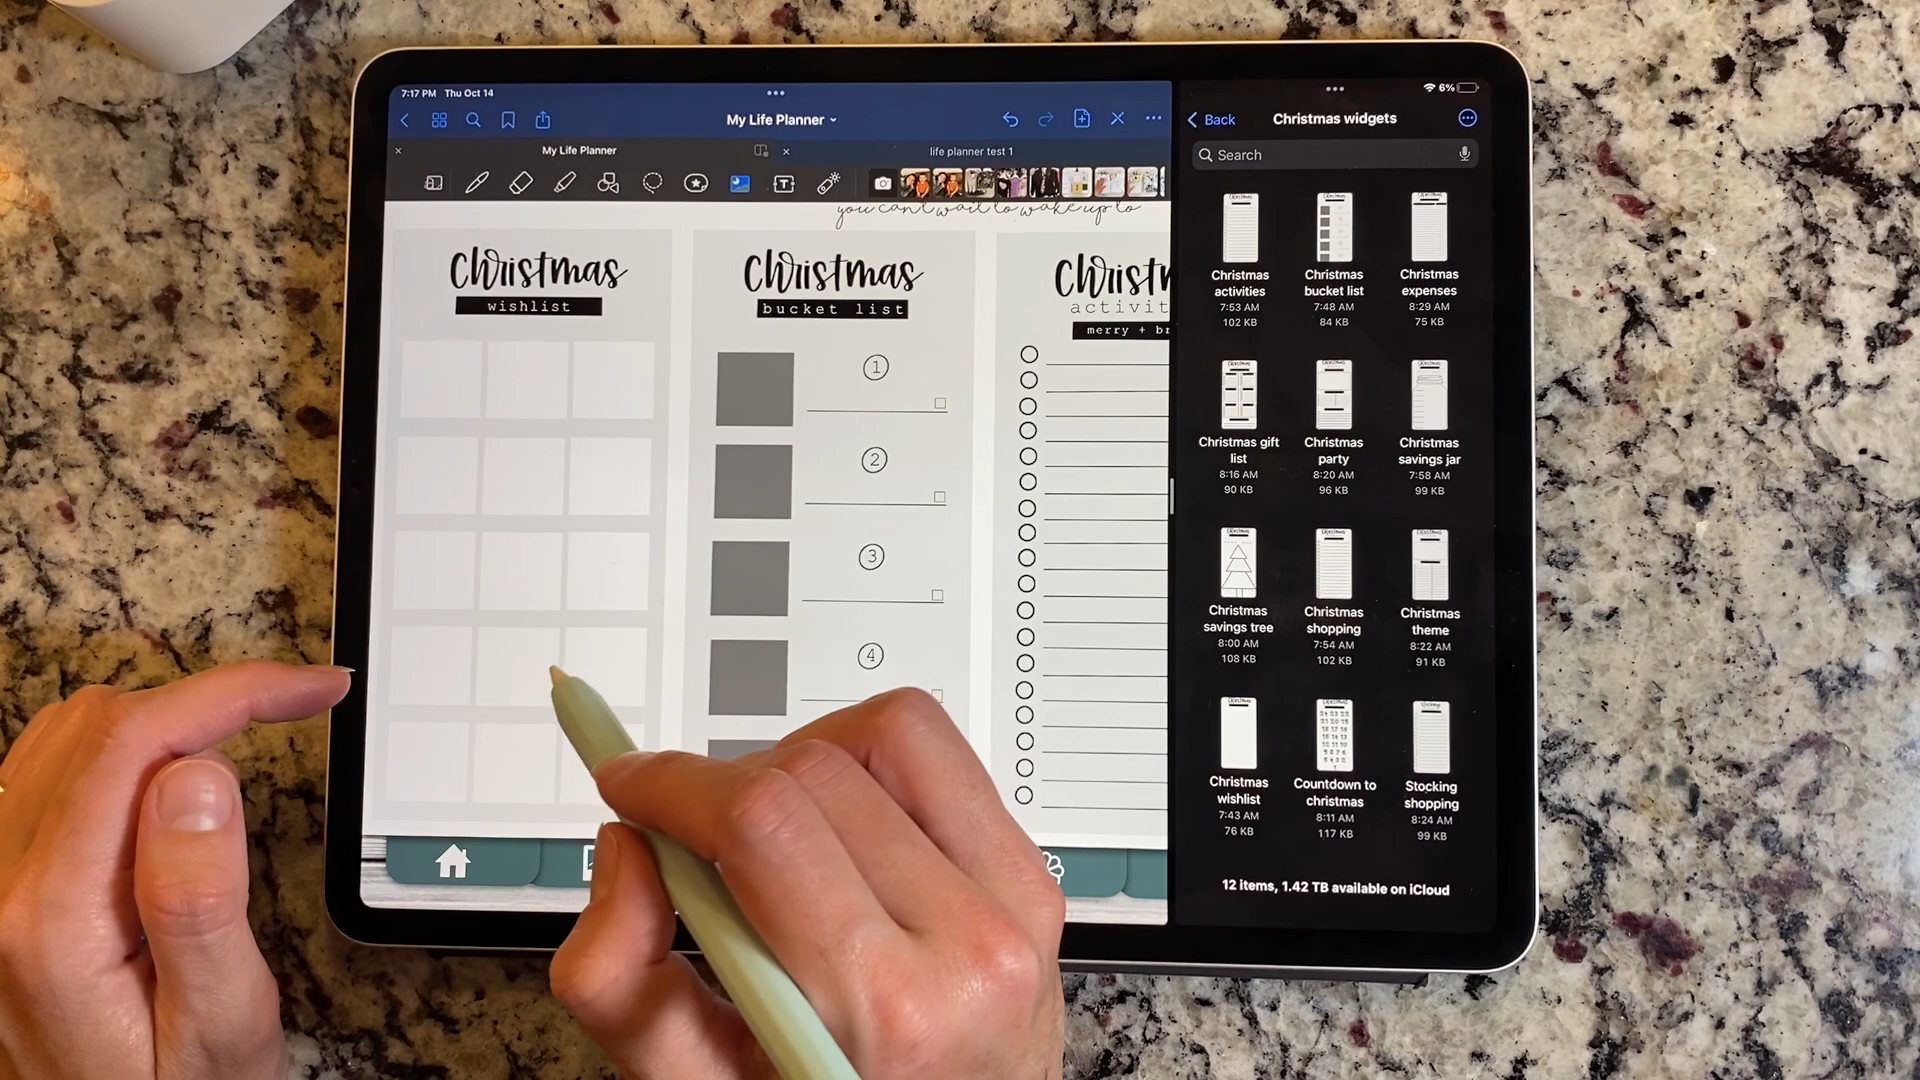 7:17 PM Thu Oct 14
6%
My Life Planner
Back
Christmas widgets
My Life Planner
life planner test 1
Search
you can't wait to wake up to
Christmas
wishlist
Christmas
bucket list
1
2
3
4
Christm
activit
merry + br
Christmas
activities
7:53 AM
102 KB
Christmas
bucket list
7:48 AM
84 KB
Christmas
expenses
8:29 AM
75 KB
Christmas gift
list
8:16 AM
90 KB
Christmas
party
8:20 AM
96 KB
Christmas
savings jar
7:58 AM
99 KB
Christmas
savings tree
8:00 AM
108 KB
Christmas
shopping
7:54 AM
102 KB
Christmas
theme
8:22 AM
91 KB
Christmas
wishlist
7:43 AM
76 KB
Countdown to
christmas
8:11 AM
117 KB
Stocking
shopping
8:24 AM
99 KB
12 items, 1.42 TB available on iCloud